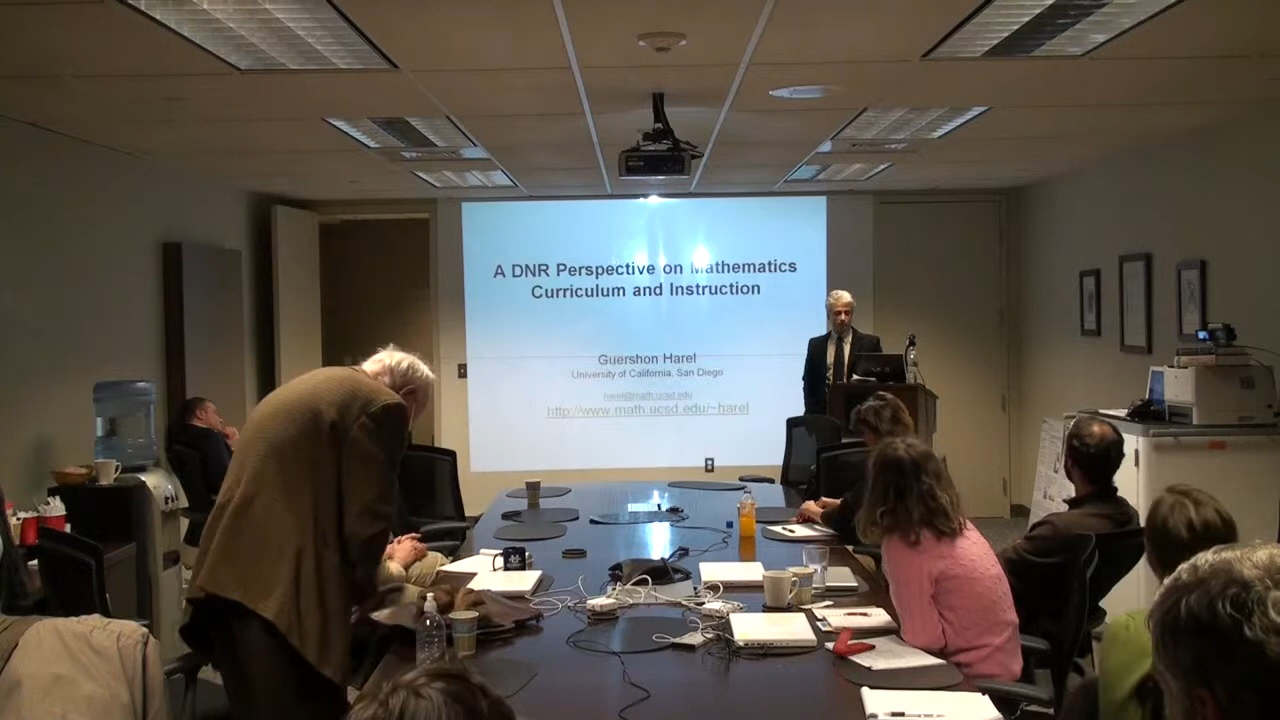 A DNR Perspective on Mathematics
Curriculum and Instruction
Guershon Harel
University of California, San Diego
harel@math.ucsd.edu
http://www.math.ucsd.edu/~harel